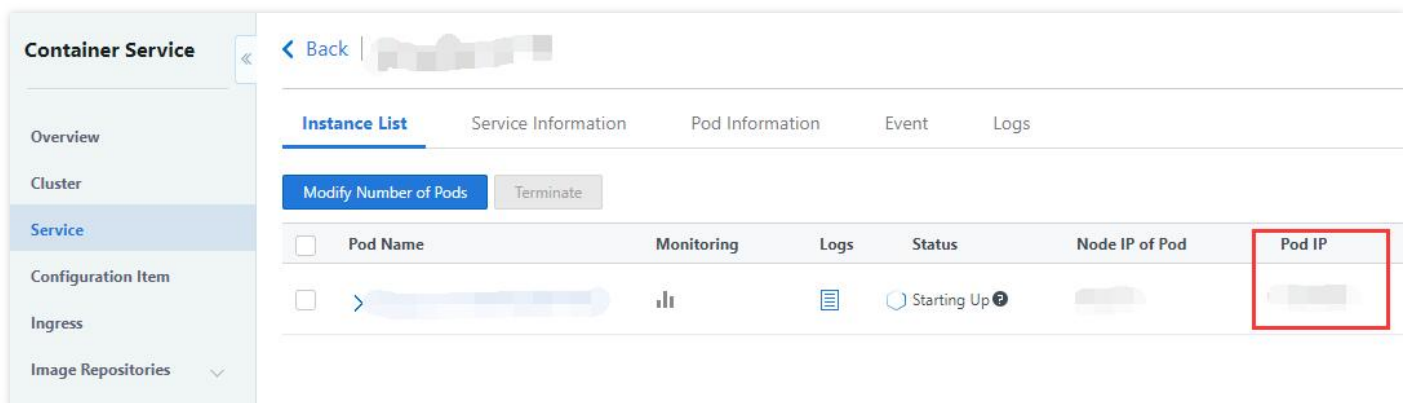 Container Service
Overview
Cluster
Service
Configuration Item
Ingress
Image Repositories
Back
Instance List Service Information Pod Information Event Logs
Modify Number of Pods Terminate
Pod Name Monitoring Logs Status Node IP of Pod Pod IP
Starting Up